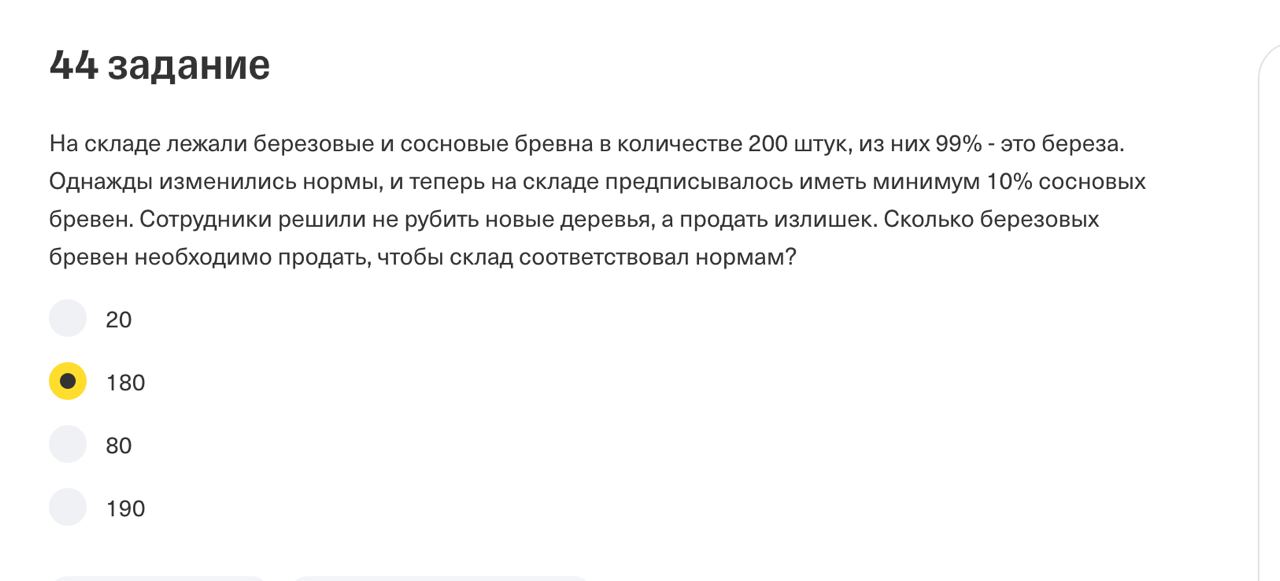 44 задание
На складе лежали березовые и сосновые бревна в количестве 200 штук, из них 99% - это береза.
Однажды изменились нормы, и теперь на складе предписывалось иметь минимум 10% сосновых
бревен. Сотрудники решили не рубить новые деревья, а продать излишек. Сколько березовых
бревен необходимо продать, чтобы склад соответствовал нормам?
20
180
80
190